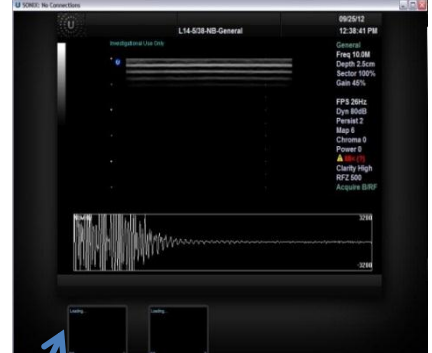 SONIX: No Connections
09/25/12
L14-5/38-NB-General
12:38:41 PM
Investigational Use Only
General
Freq 10.0M
Depth 2.5cm
Sector 100%
Gain 45%
FPS 26Hz
Dyn 80dB
Persist 2
Map 6
Chroma 0
Power 0
Clarity High
RFZ 500
Acquire B/RF
3200
-3200
Loading...
Loading...